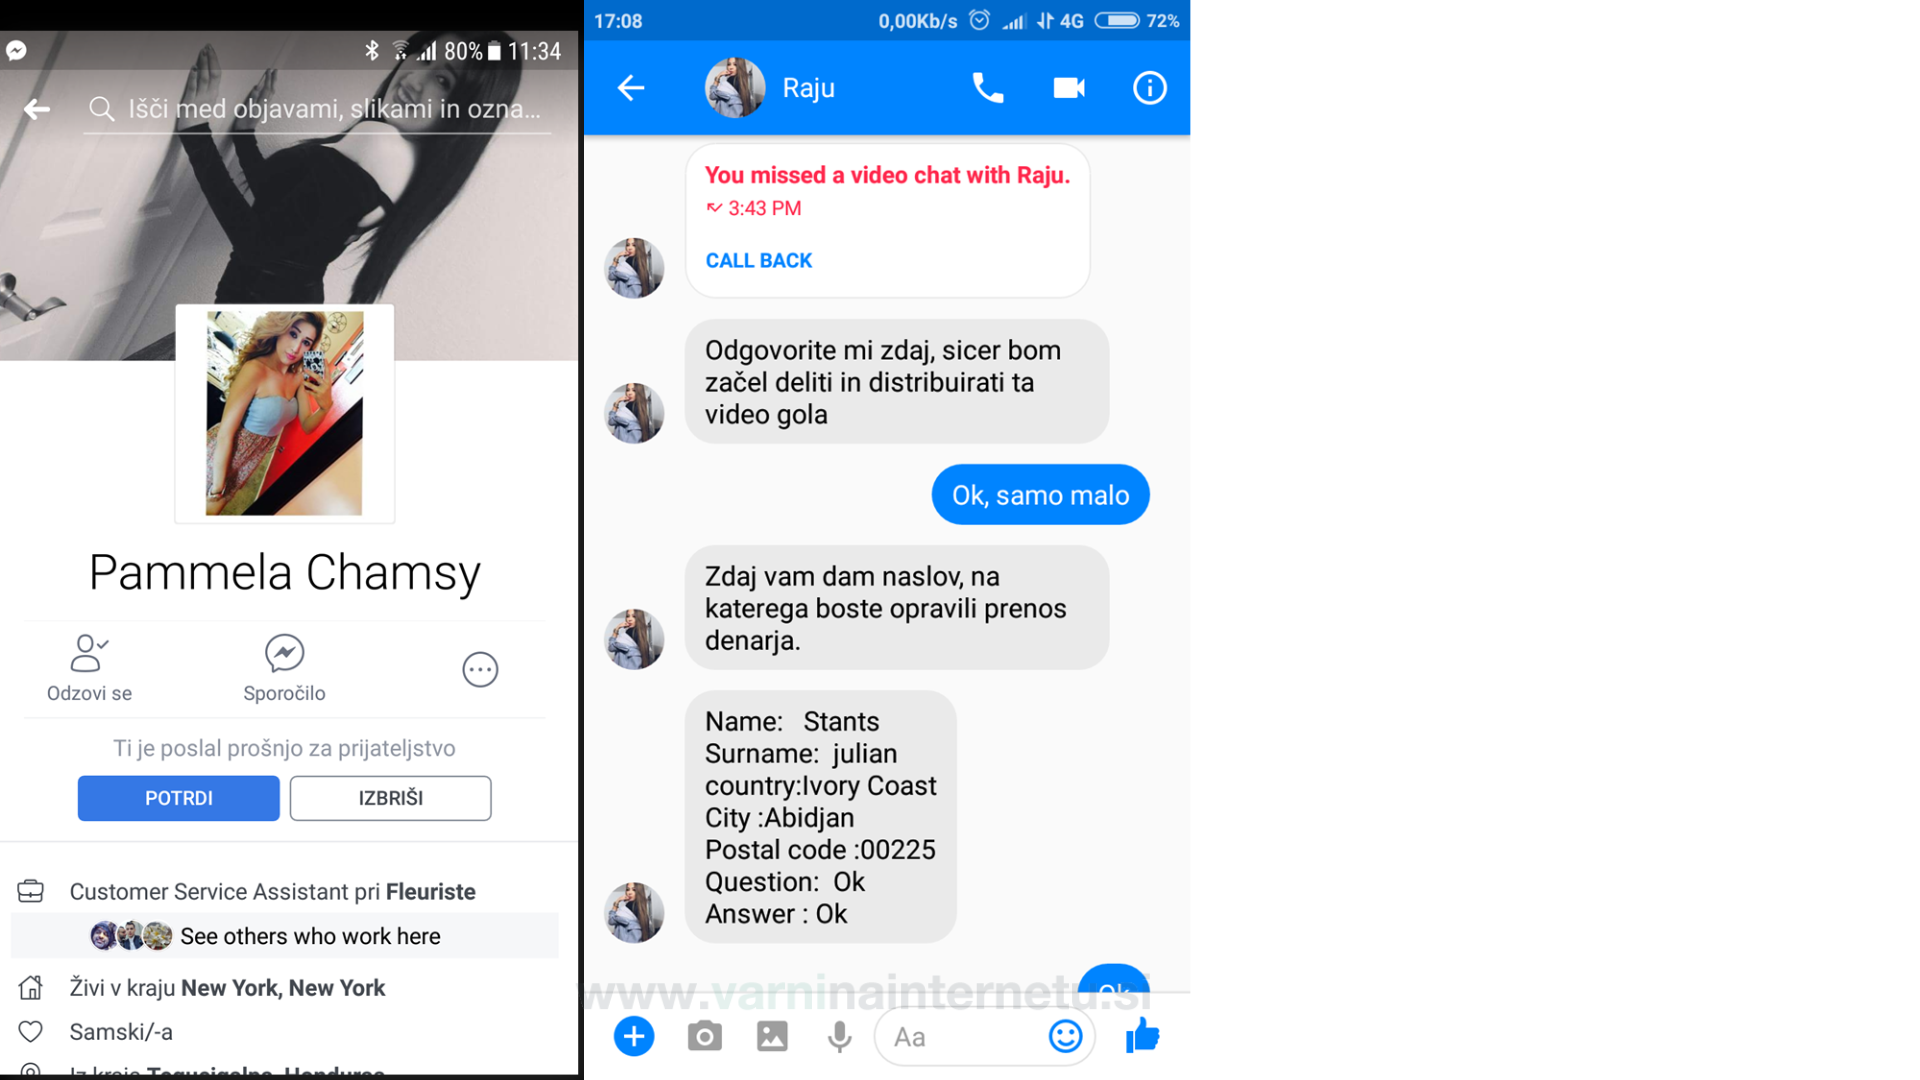 80% 11:34
Išči med objavami, slikami in ozna...
Pammela Chamsy
Odzovi se
Sporočilo
Ti je poslal prošnjo za prijateljstvo
POTRDI
IZBRIŠI
Customer Service Assistant pri Fleuriste
See others who work here
Živi v kraju New York, New York
Samski/-a
Iz kraja Tegucigalpa, Honduras
17:08
0,00Kb/s 4G 72%
Raju
You missed a video chat with Raju.
3:43 PM
CALL BACK
Odgovorite mi zdaj, sicer bom
začel deliti in distribuirati ta
video gola
Ok, samo malo
Zdaj vam dam naslov, na
katerega boste opravili prenos
denarja.
Name: Stants
Surname: julian
country:Ivory Coast
City :Abidjan
Postal code :00225
Question: Ok
Answer : Ok
Ok
www.varninainternetu.si
Aa